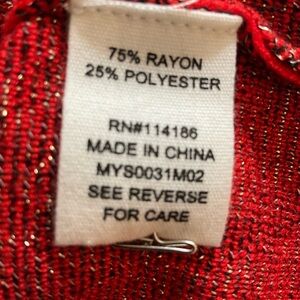 75% RAYON
25% POLYESTER
RN#114186
MADE IN CHINA
MYS0031M02
SEE REVERSE
FOR CARE